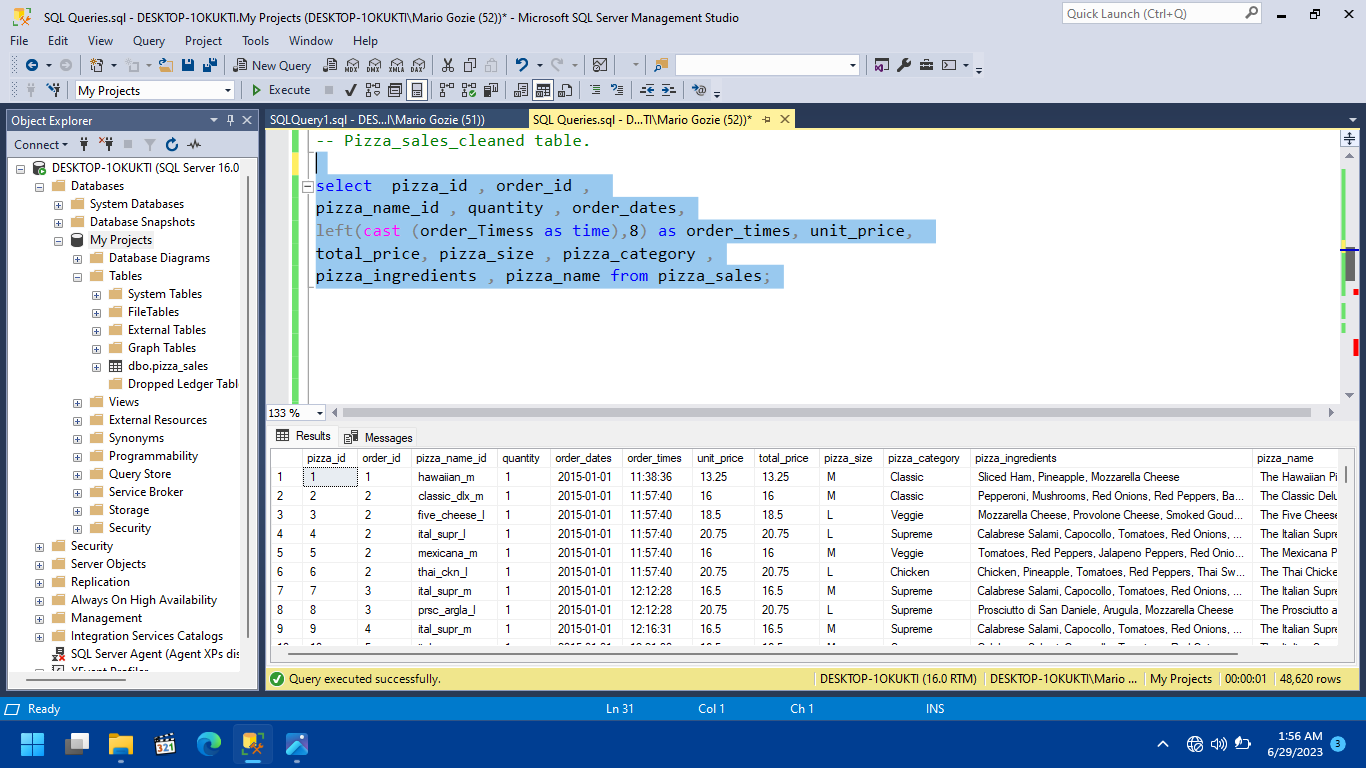 SQL Queries.sql - DESKTOP-1OKUKTI.My Projects (DESKTOP-1OKUKTI\Mario Gozie (52))* - Microsoft SQL Server Management Studio
Quick Launch (Ctrl+Q)
File Edit View Query Project Tools Window Help
New Query MDX DMX XMLA DAX
My Projects Execute
Object Explorer
SQLQuery1.sql - DES...I\Mario Gozie (51))
SQL Queries.sql - D...TI\Mario Gozie (52))*
Connect
DESKTOP-1OKUKTI (SQL Server 16.0
Databases
System Databases
Database Snapshots
My Projects
Database Diagrams
Tables
System Tables
FileTables
External Tables
Graph Tables
dbo.pizza_sales
Dropped Ledger Tabl
Views
External Resources
Synonyms
Programmability
Query Store
Service Broker
Storage
Security
Security
Server Objects
Replication
Always On High Availability
Management
Integration Services Catalogs
SQL Server Agent (Agent XPs dis
XEvent Profiler
-- Pizza_sales_cleaned table.
select  pizza_id , order_id ,
pizza_name_id , quantity , order_dates,
left(cast (order_Timess as time),8) as order_times, unit_price,
total_price, pizza_size , pizza_category ,
pizza_ingredients , pizza_name from pizza_sales;
133 %
Results Messages
pizza_id order_id pizza_name_id quantity order_dates order_times unit_price total_price pizza_size pizza_category pizza_ingredients pizza_name
1 1 1 hawaiian_m 1 2015-01-01 11:38:36 13.25 13.25 M Classic Sliced Ham, Pineapple, Mozzarella Cheese The Hawaiian Pi
2 2 2 classic_dlx_m 1 2015-01-01 11:57:40 16 16 M Classic Pepperoni, Mushrooms, Red Onions, Red Peppers, Ba... The Classic Delu
3 3 2 five_cheese_l 1 2015-01-01 11:57:40 18.5 18.5 L Veggie Mozzarella Cheese, Provolone Cheese, Smoked Goud... The Five Cheese
4 4 2 ital_supr_l 1 2015-01-01 11:57:40 20.75 20.75 L Supreme Calabrese Salami, Capocollo, Tomatoes, Red Onions, ... The Italian Supre
5 5 2 mexicana_m 1 2015-01-01 11:57:40 16 16 M Veggie Tomatoes, Red Peppers, Jalapeno Peppers, Red Onio... The Mexicana P
6 6 2 thai_ckn_l 1 2015-01-01 11:57:40 20.75 20.75 L Chicken Chicken, Pineapple, Tomatoes, Red Peppers, Thai Sw... The Thai Chicke
7 7 3 ital_supr_m 1 2015-01-01 12:12:28 16.5 16.5 M Supreme Calabrese Salami, Capocollo, Tomatoes, Red Onions, ... The Italian Supre
8 8 3 prsc_argla_l 1 2015-01-01 12:12:28 20.75 20.75 L Supreme Prosciutto di San Daniele, Arugula, Mozzarella Cheese The Prosciutto a
9 9 4 ital_supr_m 1 2015-01-01 12:16:31 16.5 16.5 M Supreme Calabrese Salami, Capocollo, Tomatoes, Red Onions, ... The Italian Supre
Query executed successfully.
DESKTOP-1OKUKTI (16.0 RTM) DESKTOP-1OKUKTI\Mario ... My Projects 00:00:01 48,620 rows
Ready Ln 31 Col 1 Ch 1 INS
321
1:56 AM
6/29/2023
3